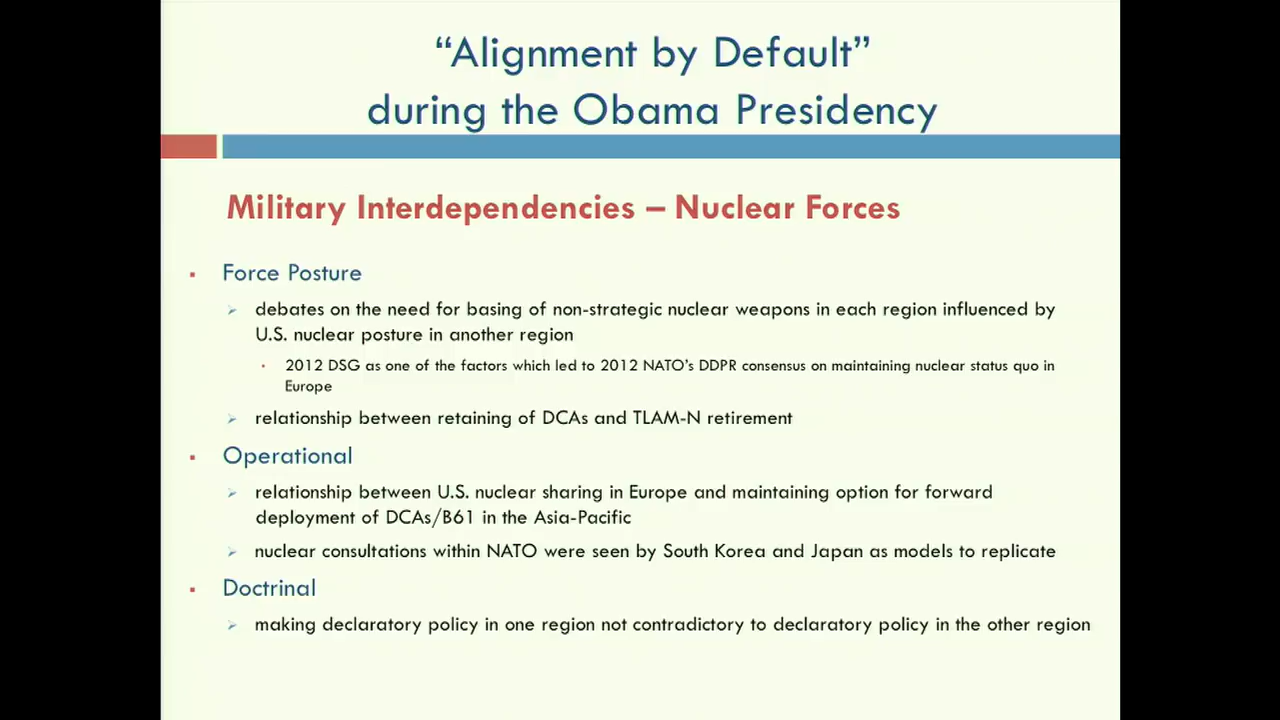 “Alignment by Default”
during the Obama Presidency
Military Interdependencies – Nuclear Forces
Force Posture
debates on the need for basing of non-strategic nuclear weapons in each region influenced by
U.S. nuclear posture in another region
2012 DSG as one of the factors which led to 2012 NATO’s DDPR consensus on maintaining nuclear status quo in
Europe
relationship between retaining of DCAs and TLAM-N retirement
Operational
relationship between U.S. nuclear sharing in Europe and maintaining option for forward
deployment of DCAs/B61 in the Asia-Pacific
nuclear consultations within NATO were seen by South Korea and Japan as models to replicate
Doctrinal
making declaratory policy in one region not contradictory to declaratory policy in the other region